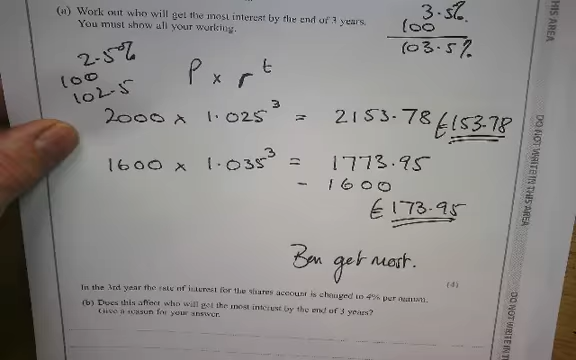 (a) Work out who will get the most interest by the end of 3 years.
You must show all your working.
3.5%
100
103.5%
2.5%
100
102.5
P x r^t
2000 x 1.025^3 = 2153.78 €153.78
1600 x 1.035^3 = 1773.95
- 1600
€ 173.95
Ben get most.
(4)
In the 3rd year the rate of interest for the shares account is changed to 4% per annum.
(b) Does this affect who will get the most interest by the end of 3 years?
Give a reason for your answer.
THIS AREA
DO NOT WRITE IN THIS AREA
DO NOT WRITE IN THI